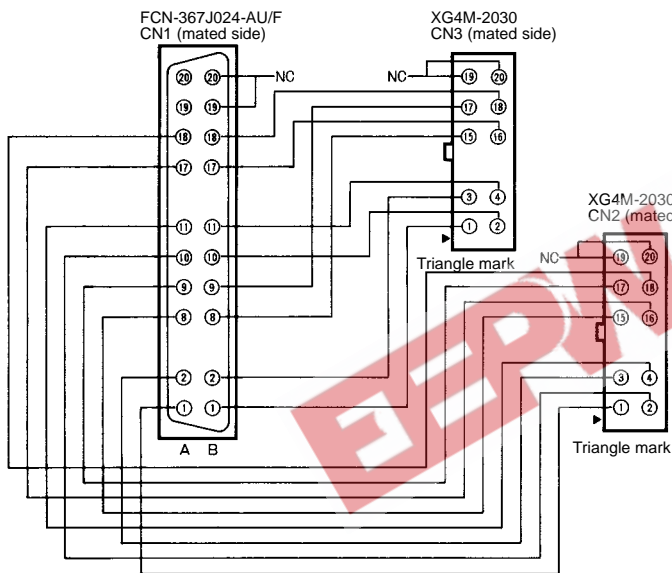 FCN-367J024-AU/F
CN1 (mated side)
XG4M-2030
CN3 (mated side)
20 20 NC
NC 19 20
19 19
17 18
18 18
15 16
17 17
3 4
XG4M-2030
CN2 (mated
11 11
1 2
10 10
Triangle mark
NC 19 20
9 9
17 18
8 8
15 16
2 2
3 4
1 1
1 2
A B
Triangle mark
EEPW